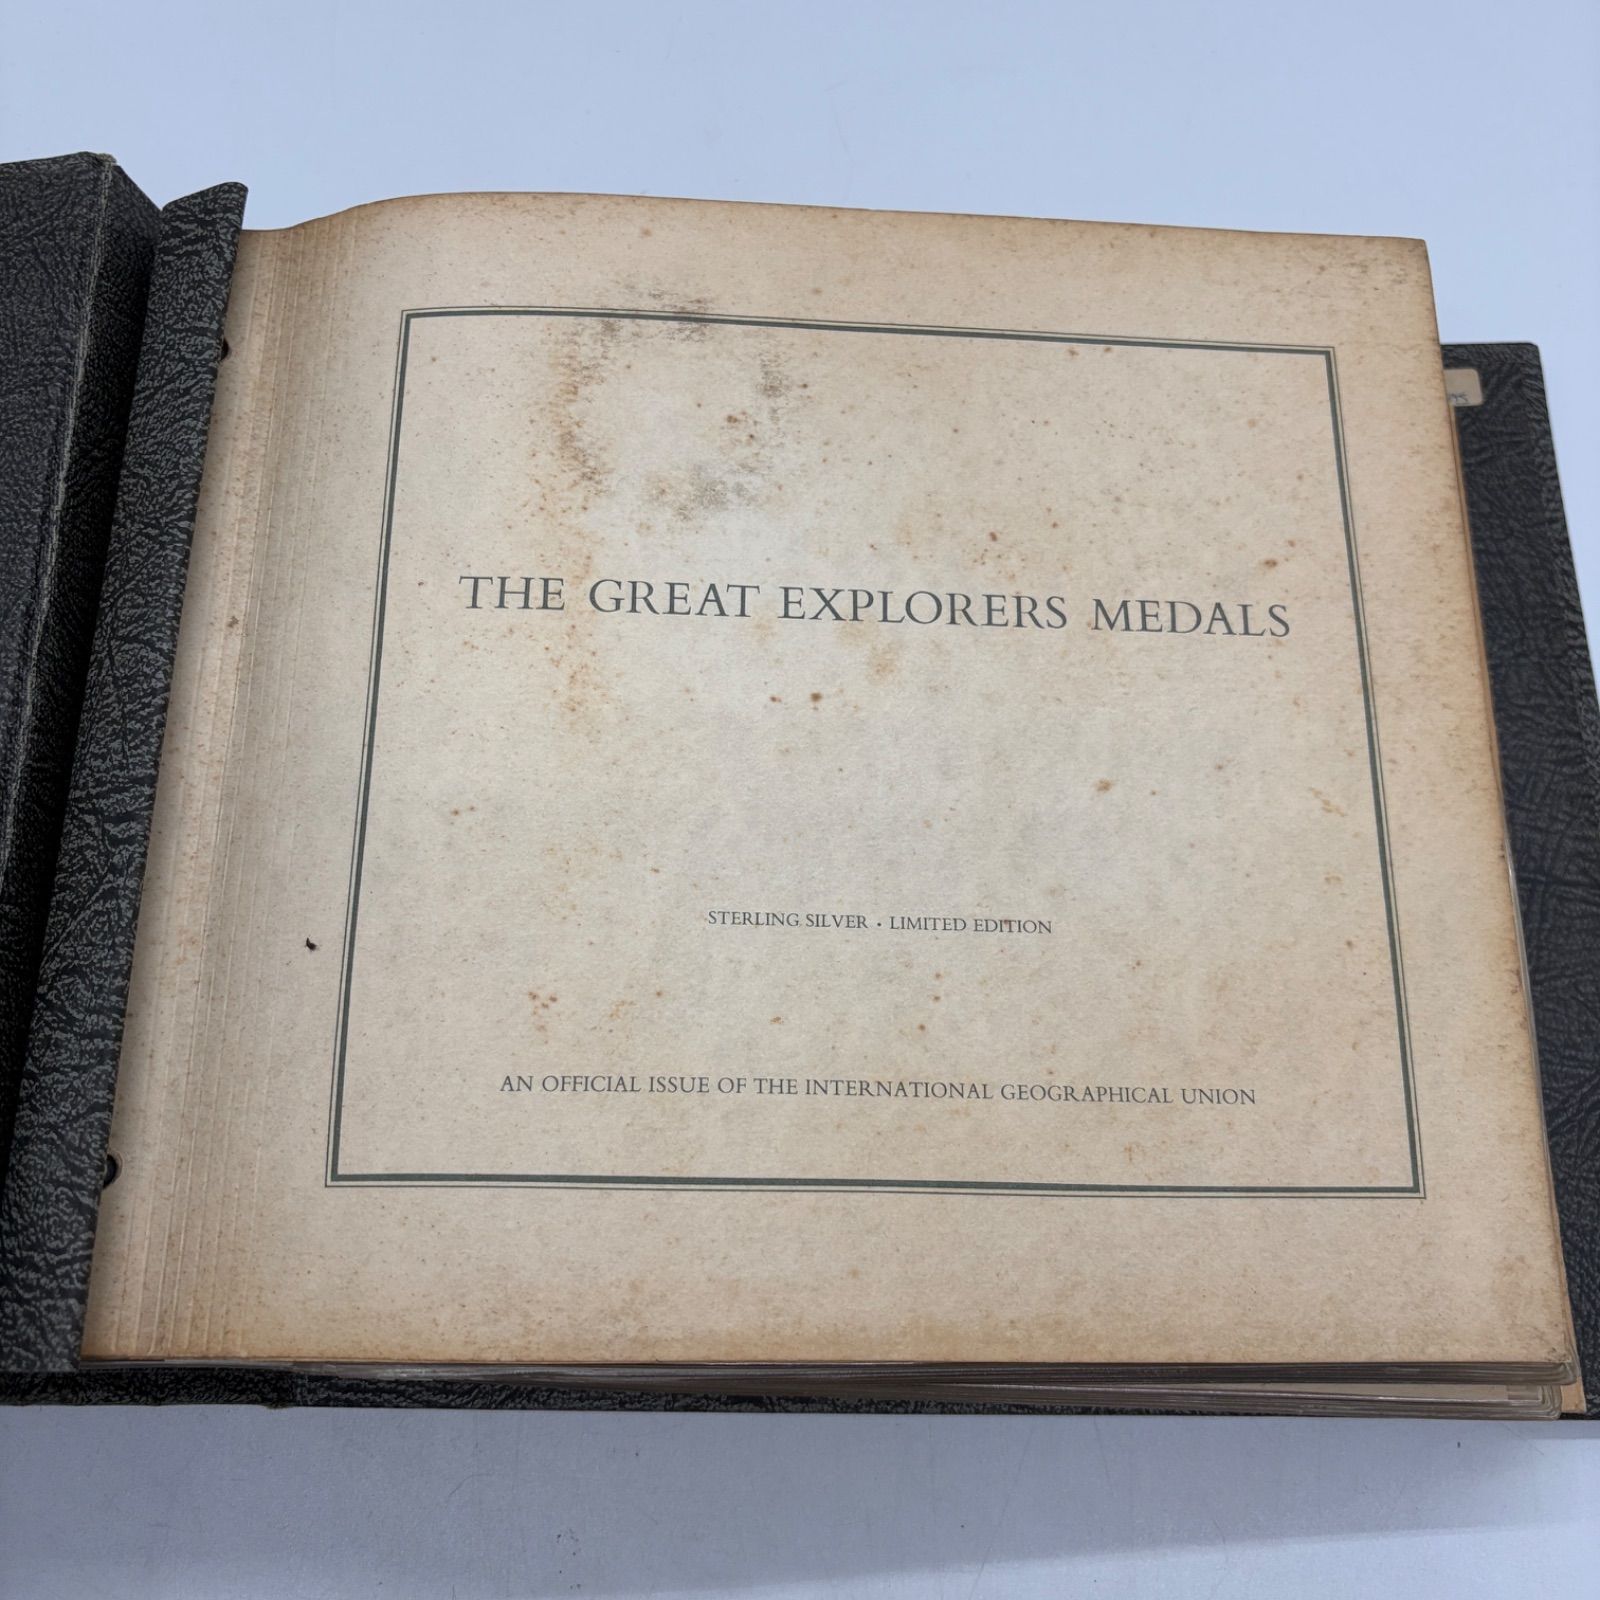 THE GREAT EXPLORERS MEDALS
STERLING SILVER • LIMITED EDITION
AN OFFICIAL ISSUE OF THE INTERNATIONAL GEOGRAPHICAL UNION